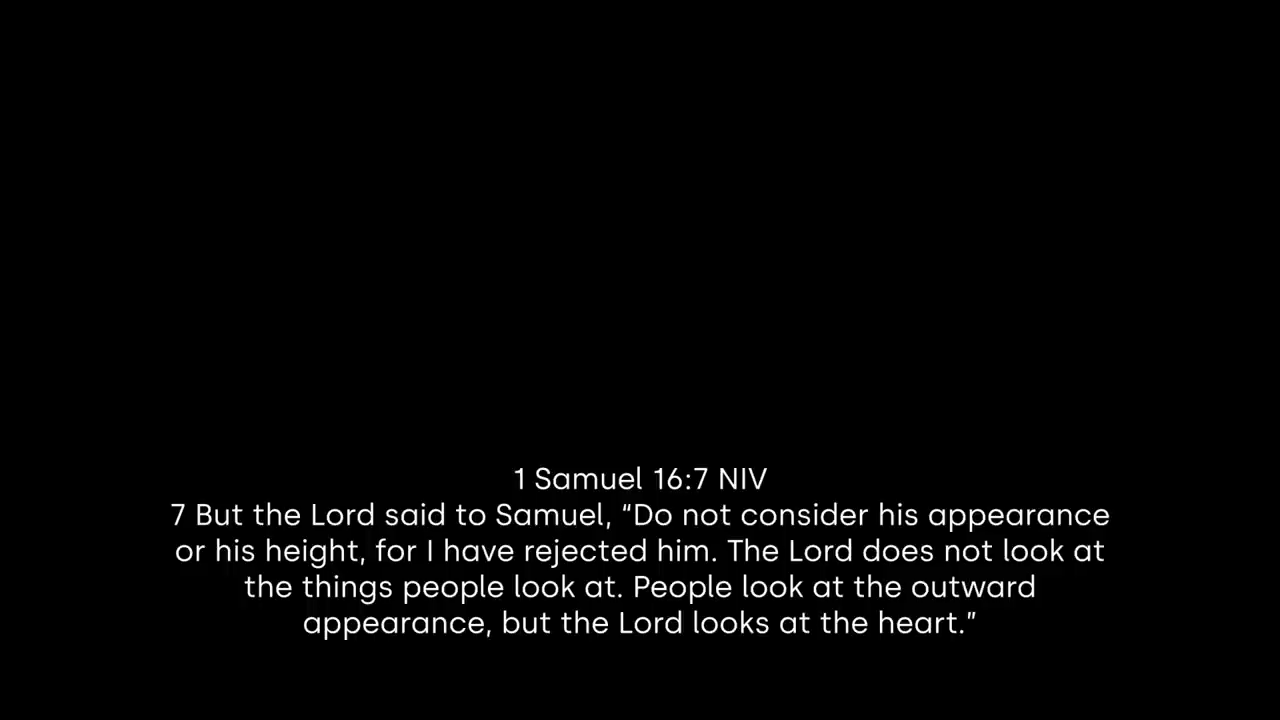 1 Samuel 16:7 NIV
7 But the Lord said to Samuel, “Do not consider his appearance
or his height, for I have rejected him. The Lord does not look at
the things people look at. People look at the outward
appearance, but the Lord looks at the heart.”